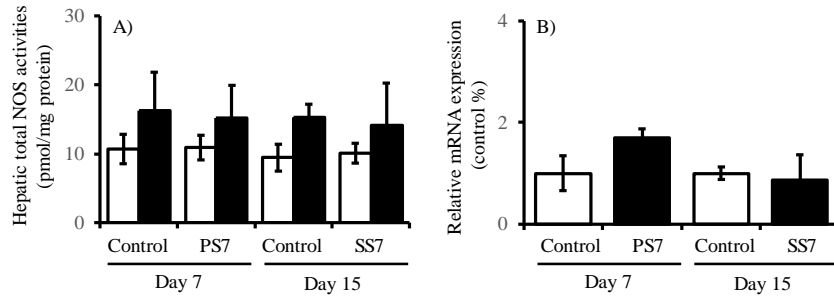 A)
Hepatic total NOS activities
(pmol/mg protein)
30
20
10
0
Control PS7 Control SS7
Day 7 Day 15
B)
Relative mRNA expression
(control %)
4
2
0
Control PS7 Control SS7
Day 7 Day 15